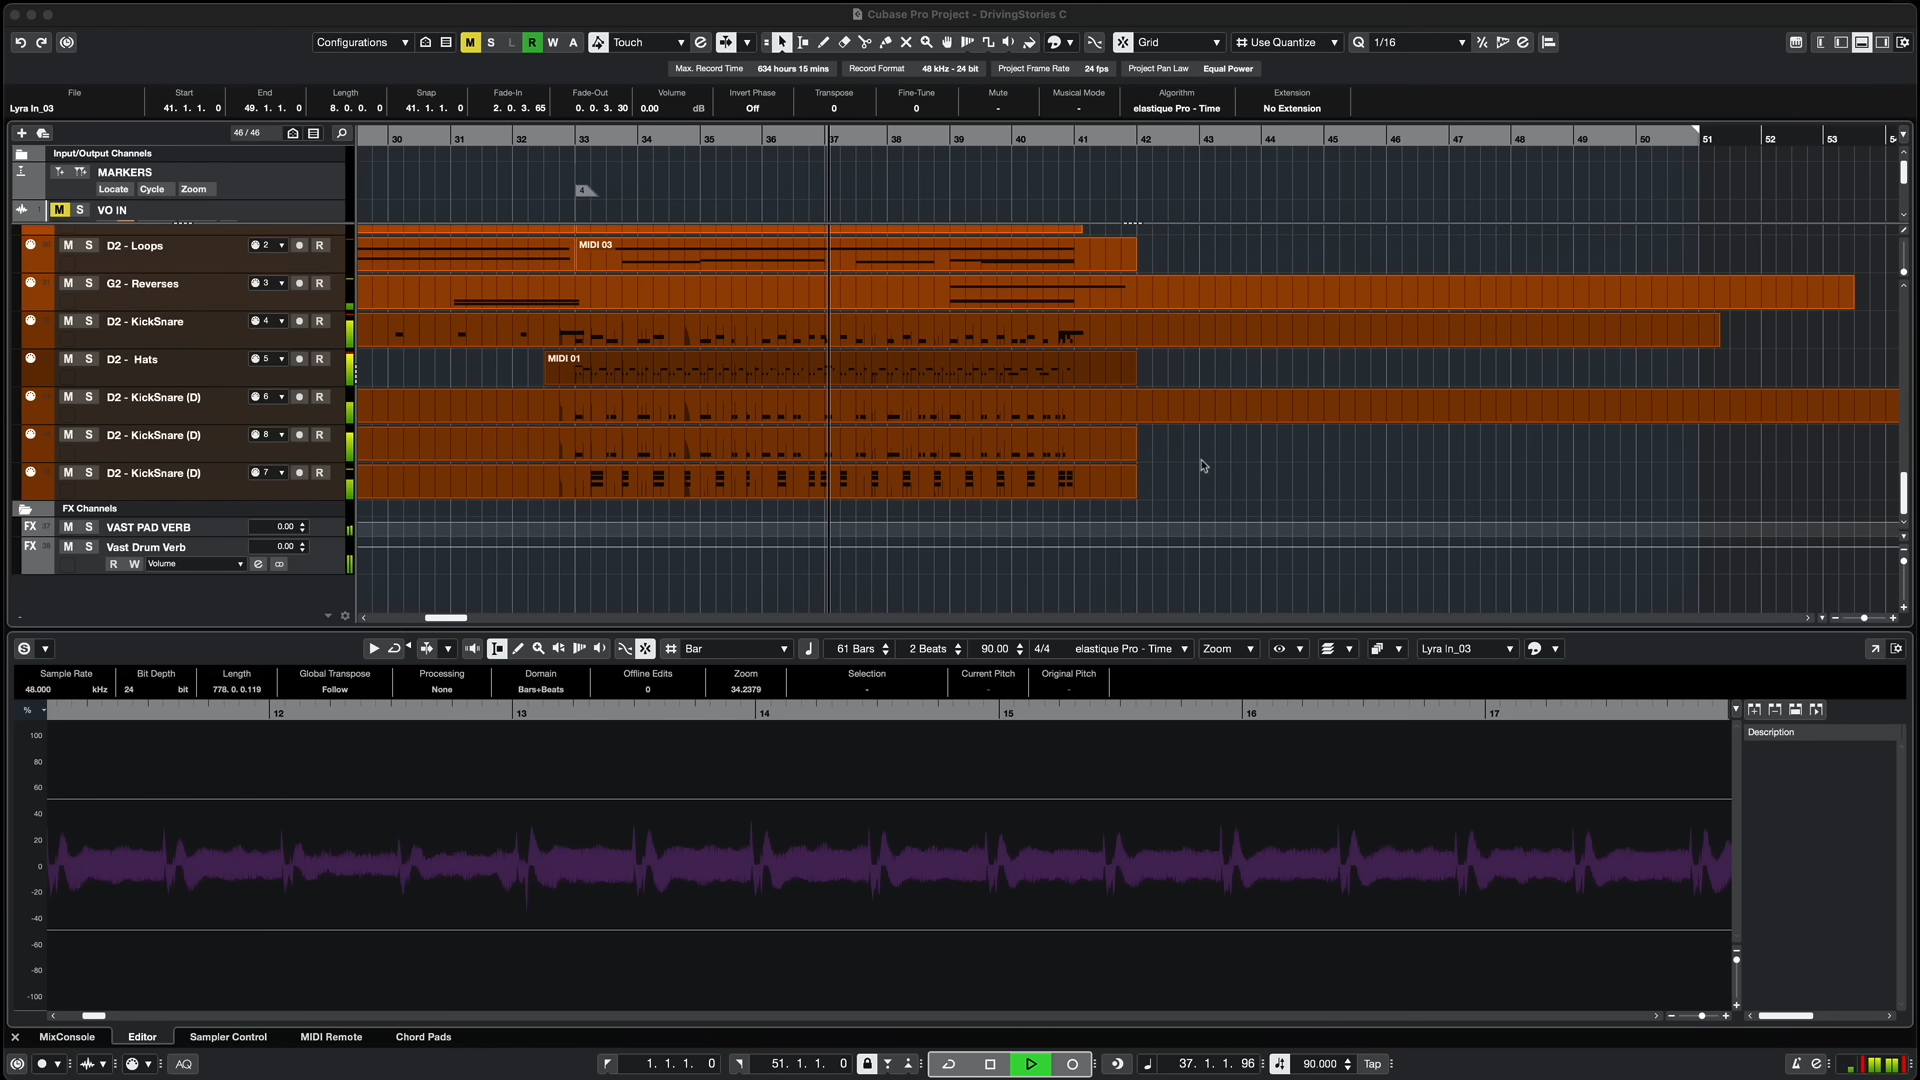 Cubase Pro Project - DrivingStories C
Configurations M S L R W A Touch Grid Use Quantize Q 1/16
Max. Record Time 634 hours 15 mins Record Format 48 kHz - 24 bit Project Frame Rate 24 fps Project Pan Law Equal Power
File Start End Length Snap Fade-In Fade-Out Volume Invert Phase Transpose Fine-Tune Mute Musical Mode Algorithm Extension
Lyra In_03 41. 1. 1. 0 49. 1. 1. 0 8. 0. 0. 0 41. 1. 1. 0 2. 0. 3. 65 0. 0. 3. 30 0.00 dB Off 0 0 - - elastique Pro - Time No Extension
46 / 46
30 31 32 33 34 35 36 37 38 39 40 41 42 43 44 45 46 47 48 49 50 51 52 53
Input/Output Channels
MARKERS
Locate Cycle Zoom
4
1 M S VO IN
M S D2 - Loops 2 R MIDI 03
M S G2 - Reverses 3 R
M S D2 - KickSnare 4 R
M S D2 - Hats 5 R MIDI 01
M S D2 - KickSnare (D) 6 R
M S D2 - KickSnare (D) 8 R
M S D2 - KickSnare (D) 7 R
FX Channels
FX 37 M S VAST PAD VERB 0.00
FX 38 M S Vast Drum Verb 0.00
R W Volume
S Bar 61 Bars 2 Beats 90.00 4/4 elastique Pro - Time Zoom Lyra In_03
Sample Rate Bit Depth Length Global Transpose Processing Domain Offline Edits Zoom Selection Current Pitch Original Pitch
48.000 kHz 24 bit 778. 0. 0.119 Follow None Bars+Beats 0 34.2379 - - -
% 12 13 14 15 16 17
Description
100
80
60
40
20
0
-20
-40
-60
-80
-100
MixConsole Editor Sampler Control MIDI Remote Chord Pads
AQ 1. 1. 1. 0 51. 1. 1. 0 37. 1. 1. 96 90.000 Tap